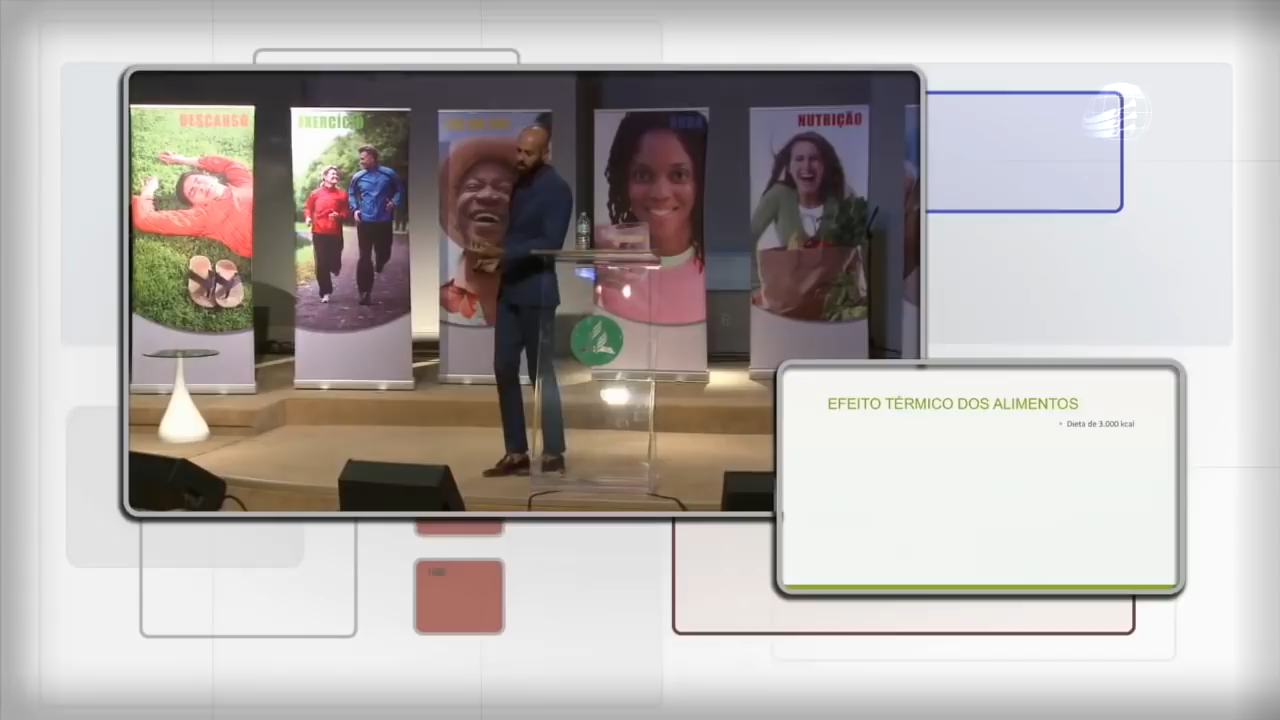 DESCANSO
EXERCÍCIO
NUTRIÇÃO
EFEITO TÉRMICO DOS ALIMENTOS
• Dieta de 3.000 kcal